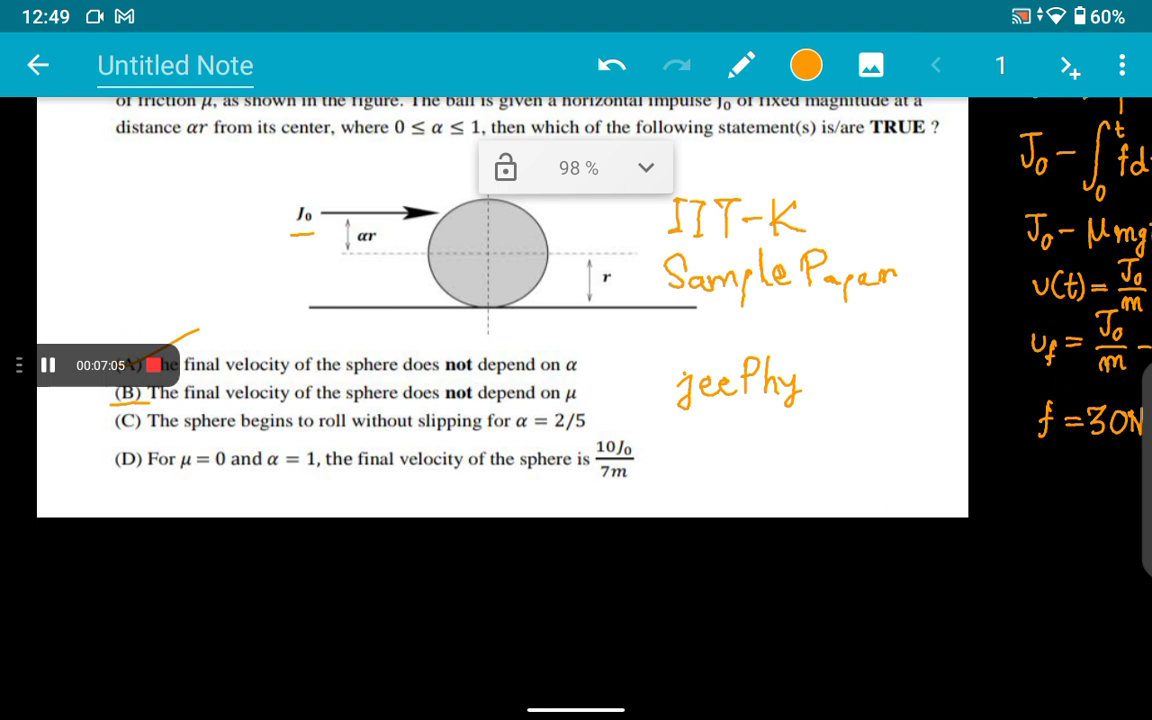 12:49 60%
Untitled Note 1
of friction μ, as shown in the figure. The ball is given a horizontal impulse J₀ of fixed magnitude at a
distance αr from its center, where 0 ≤ α ≤ 1, then which of the following statement(s) is/are TRUE ?
98 %
J₀
αr
r
IIT-K
Sample Paper
jeePhy
00:07:05
(A) The final velocity of the sphere does not depend on α
(B) The final velocity of the sphere does not depend on μ
(C) The sphere begins to roll without slipping for α = 2/5
(D) For μ = 0 and α = 1, the final velocity of the sphere is 10J₀/7m
J₀ - ∫₀ᵗ fd
J₀ - μmg
v(t) = J₀/m
v_f = J₀/m -
f = 30N